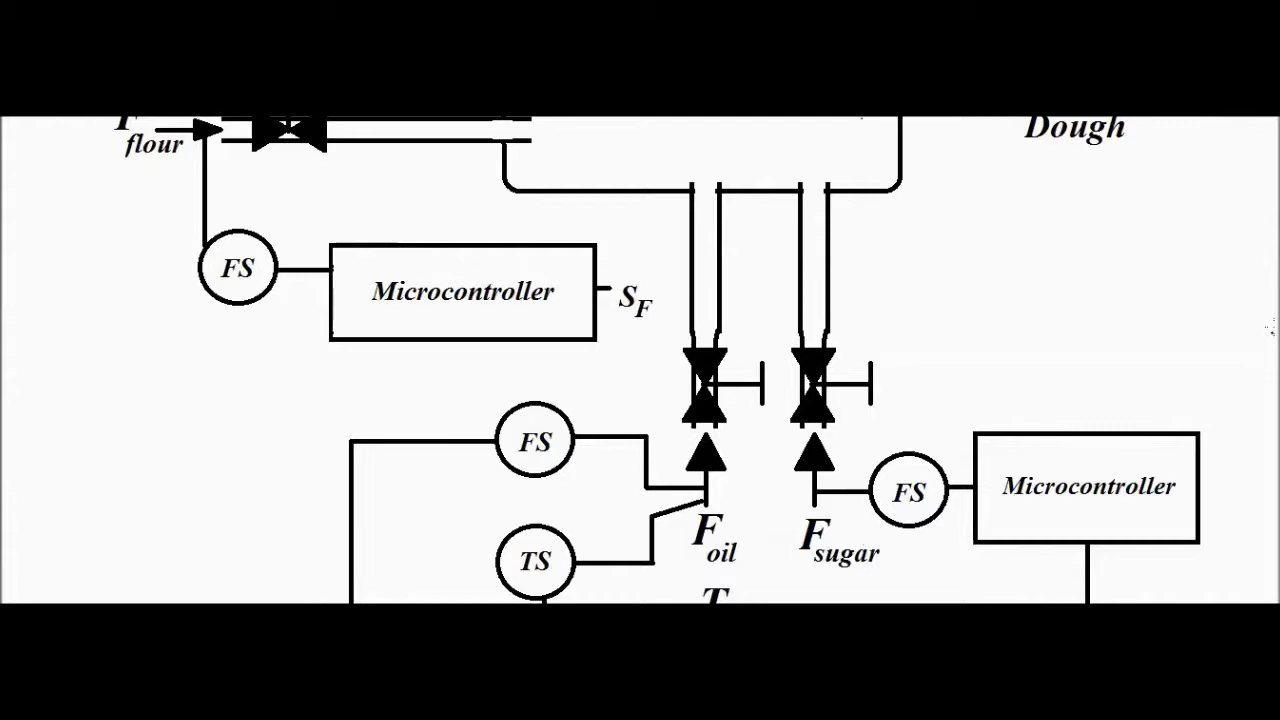 flour
Dough
FS
Microcontroller
S_F
FS
FS
Microcontroller
F_oil
F_sugar
TS
T